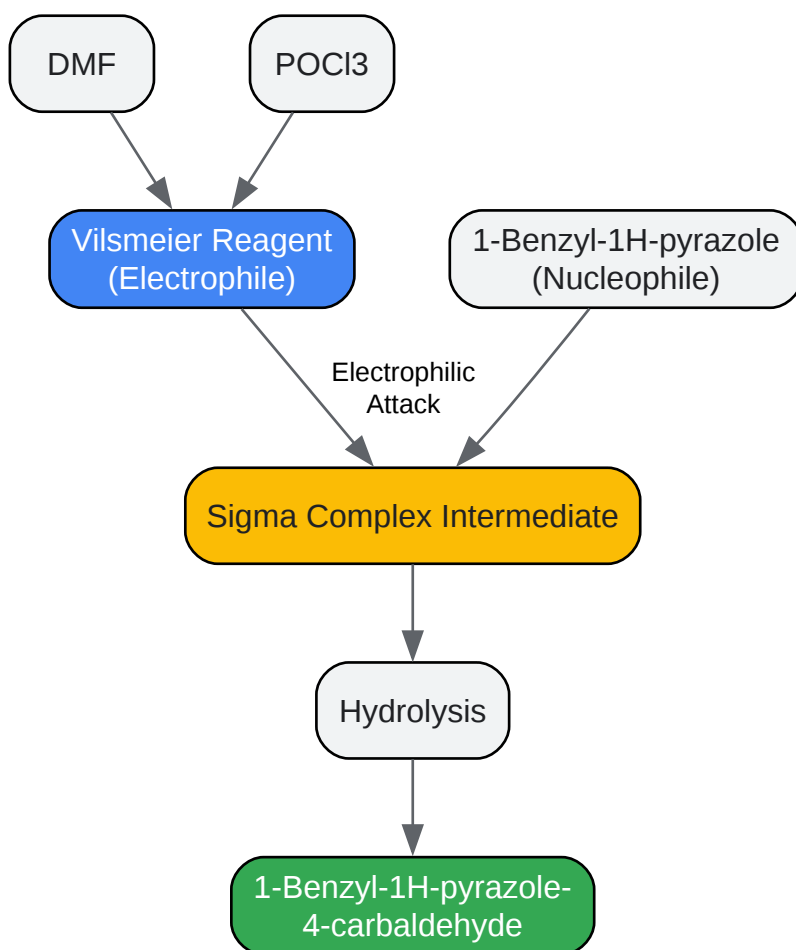 DMF
POCl3
Vilsmeier Reagent
(Electrophile)
1-Benzyl-1H-pyrazole
(Nucleophile)
Electrophilic
Attack
Sigma Complex Intermediate
Hydrolysis
1-Benzyl-1H-pyrazole-
4-carbaldehyde